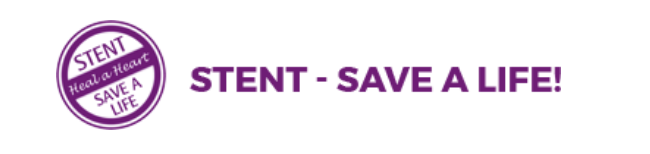 STENT
Heal a Heart
SAVE A
LIFE
STENT - SAVE A LIFE!